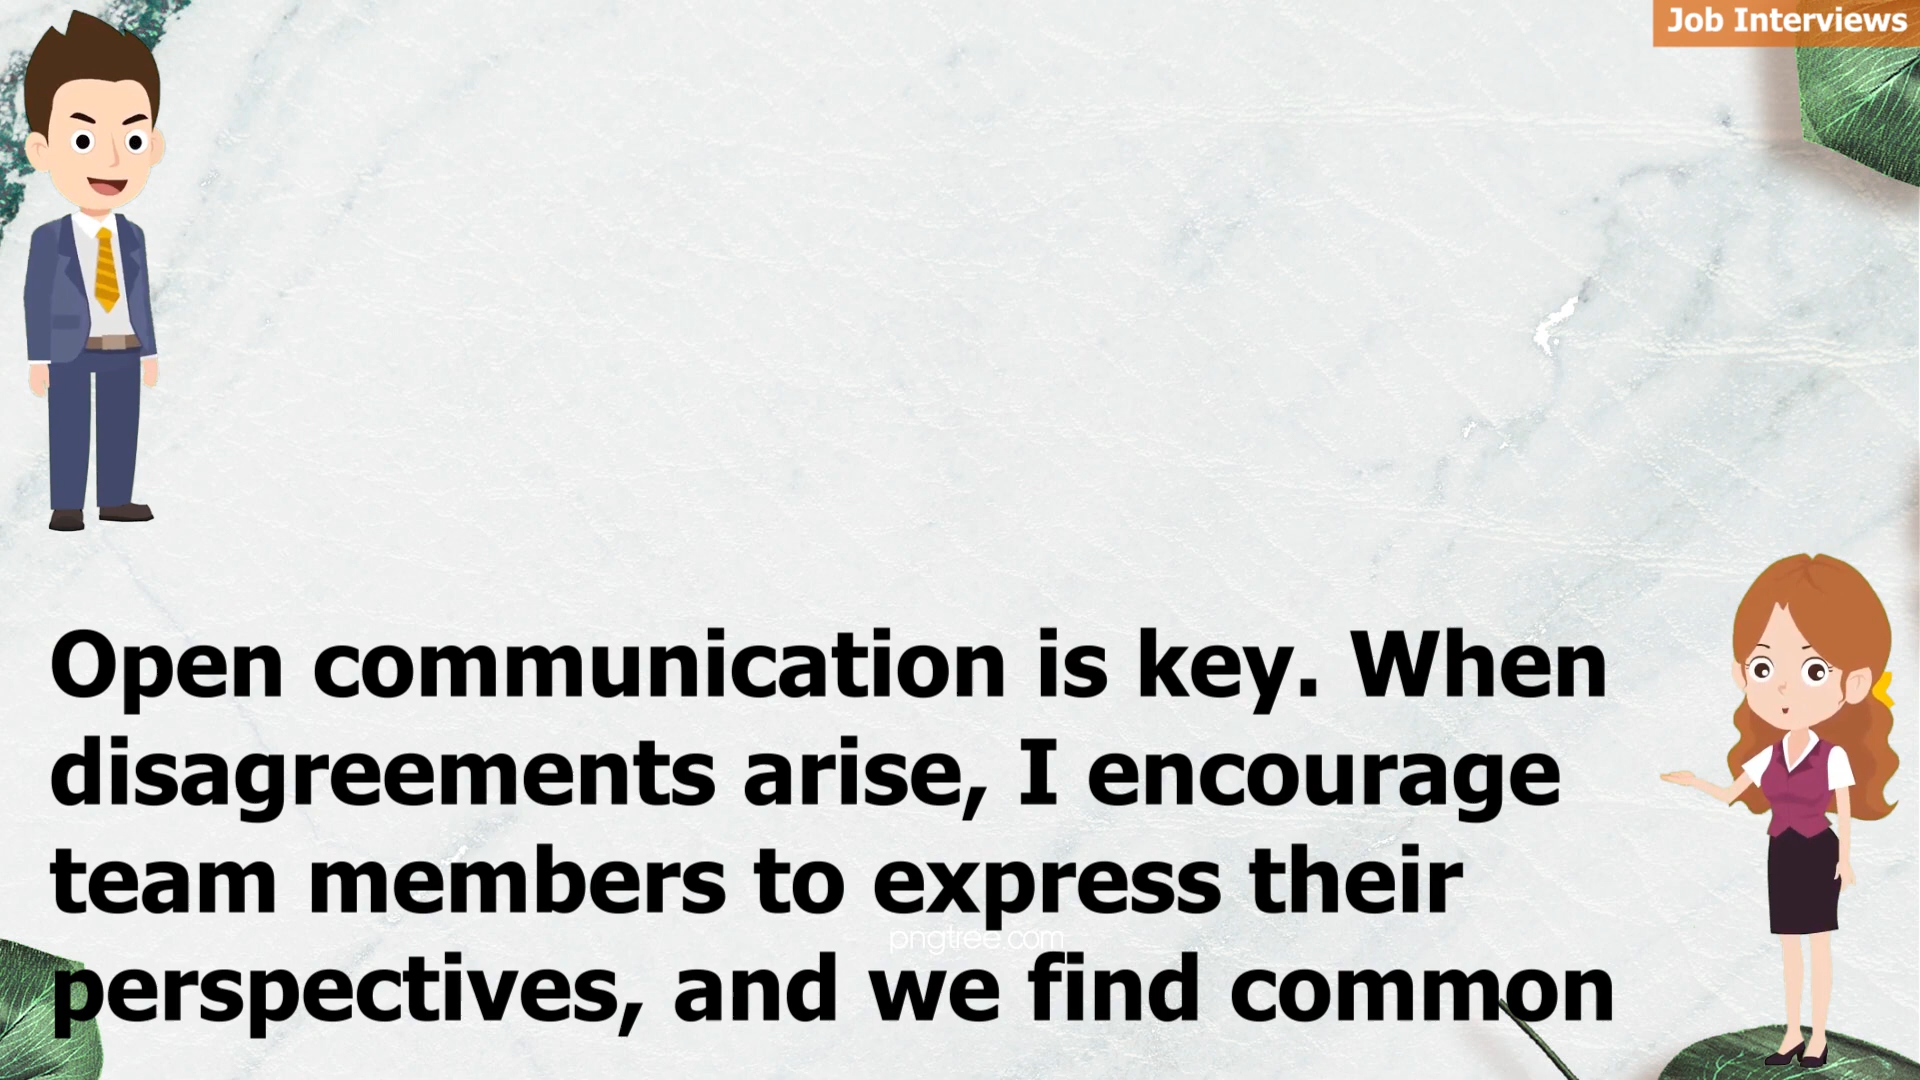 Job Interviews
Open communication is key. When
disagreements arise, I encourage
team members to express their
pngtree.com
perspectives, and we find common